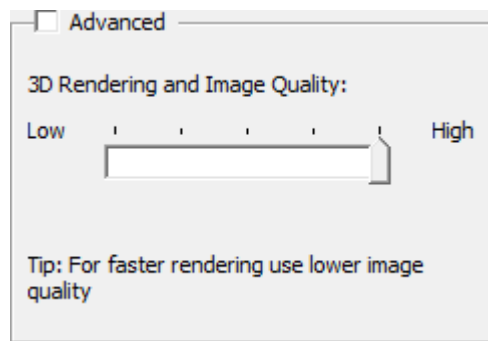 Advanced
3D Rendering and Image Quality:
Low High
Tip: For faster rendering use lower image
quality